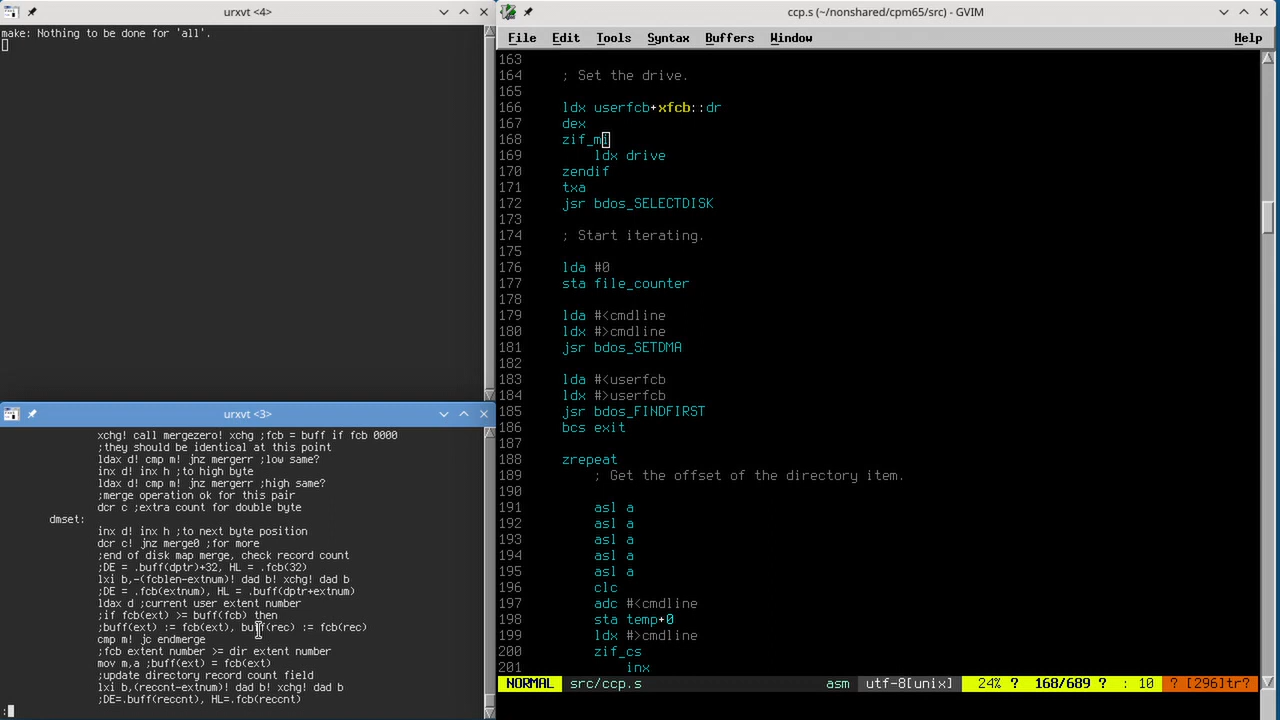 urxvt <4>
make: Nothing to be done for 'all'.
urxvt <3>
xchg! call mergezero! xchg ;fcb = buff if fcb 0000
;they should be identical at this point
ldax d! cmp m! jnz mergerr ;low same?
inx d! inx h ;to high byte
ldax d! cmp m! jnz mergerr ;high same?
;merge operation ok for this pair
dcr c ;extra count for double byte
dmset:
inx d! inx h ;to next byte position
dcr c! jnz merge0 ;for more
;end of disk map merge, check record count
;DE = .buff(dptr)+32, HL = .fcb(32)
lxi b,-(fcblen-extnum)! dad b! xchg! dad b
;DE = .fcb(extnum), HL = .buff(dptr+extnum)
ldax d ;current user extent number
;if fcb(ext) >= buff(fcb) then
;buff(ext) := fcb(ext), buff(rec) := fcb(rec)
cmp m! jc endmerge
;fcb extent number >= dir extent number
mov m,a ;buff(ext) = fcb(ext)
;update directory record count field
lxi b,(reccnt-extnum)! dad b! xchg! dad b
;DE=.buff(reccnt), HL=.fcb(reccnt)
:
ccp.s (~/nonshared/cpm65/src) - GVIM
File Edit Tools Syntax Buffers Window Help
163
164 ; Set the drive.
165
166 ldx userfcb+xfcb::dr
167 dex
168 zif_mi
169 ldx drive
170 zendif
171 txa
172 jsr bdos_SELECTDISK
173
174 ; Start iterating.
175
176 lda #0
177 sta file_counter
178
179 lda #<cmdline
180 ldx #>cmdline
181 jsr bdos_SETDMA
182
183 lda #<userfcb
184 ldx #>userfcb
185 jsr bdos_FINDFIRST
186 bcs exit
187
188 zrepeat
189 ; Get the offset of the directory item.
190
191 asl a
192 asl a
193 asl a
194 asl a
195 asl a
196 clc
197 adc #<cmdline
198 sta temp+0
199 ldx #>cmdline
200 zif_cs
201 inx
NORMAL src/ccp.s asm utf-8[unix] 24% ? 168/689 ? : 10 ? [296]tr?